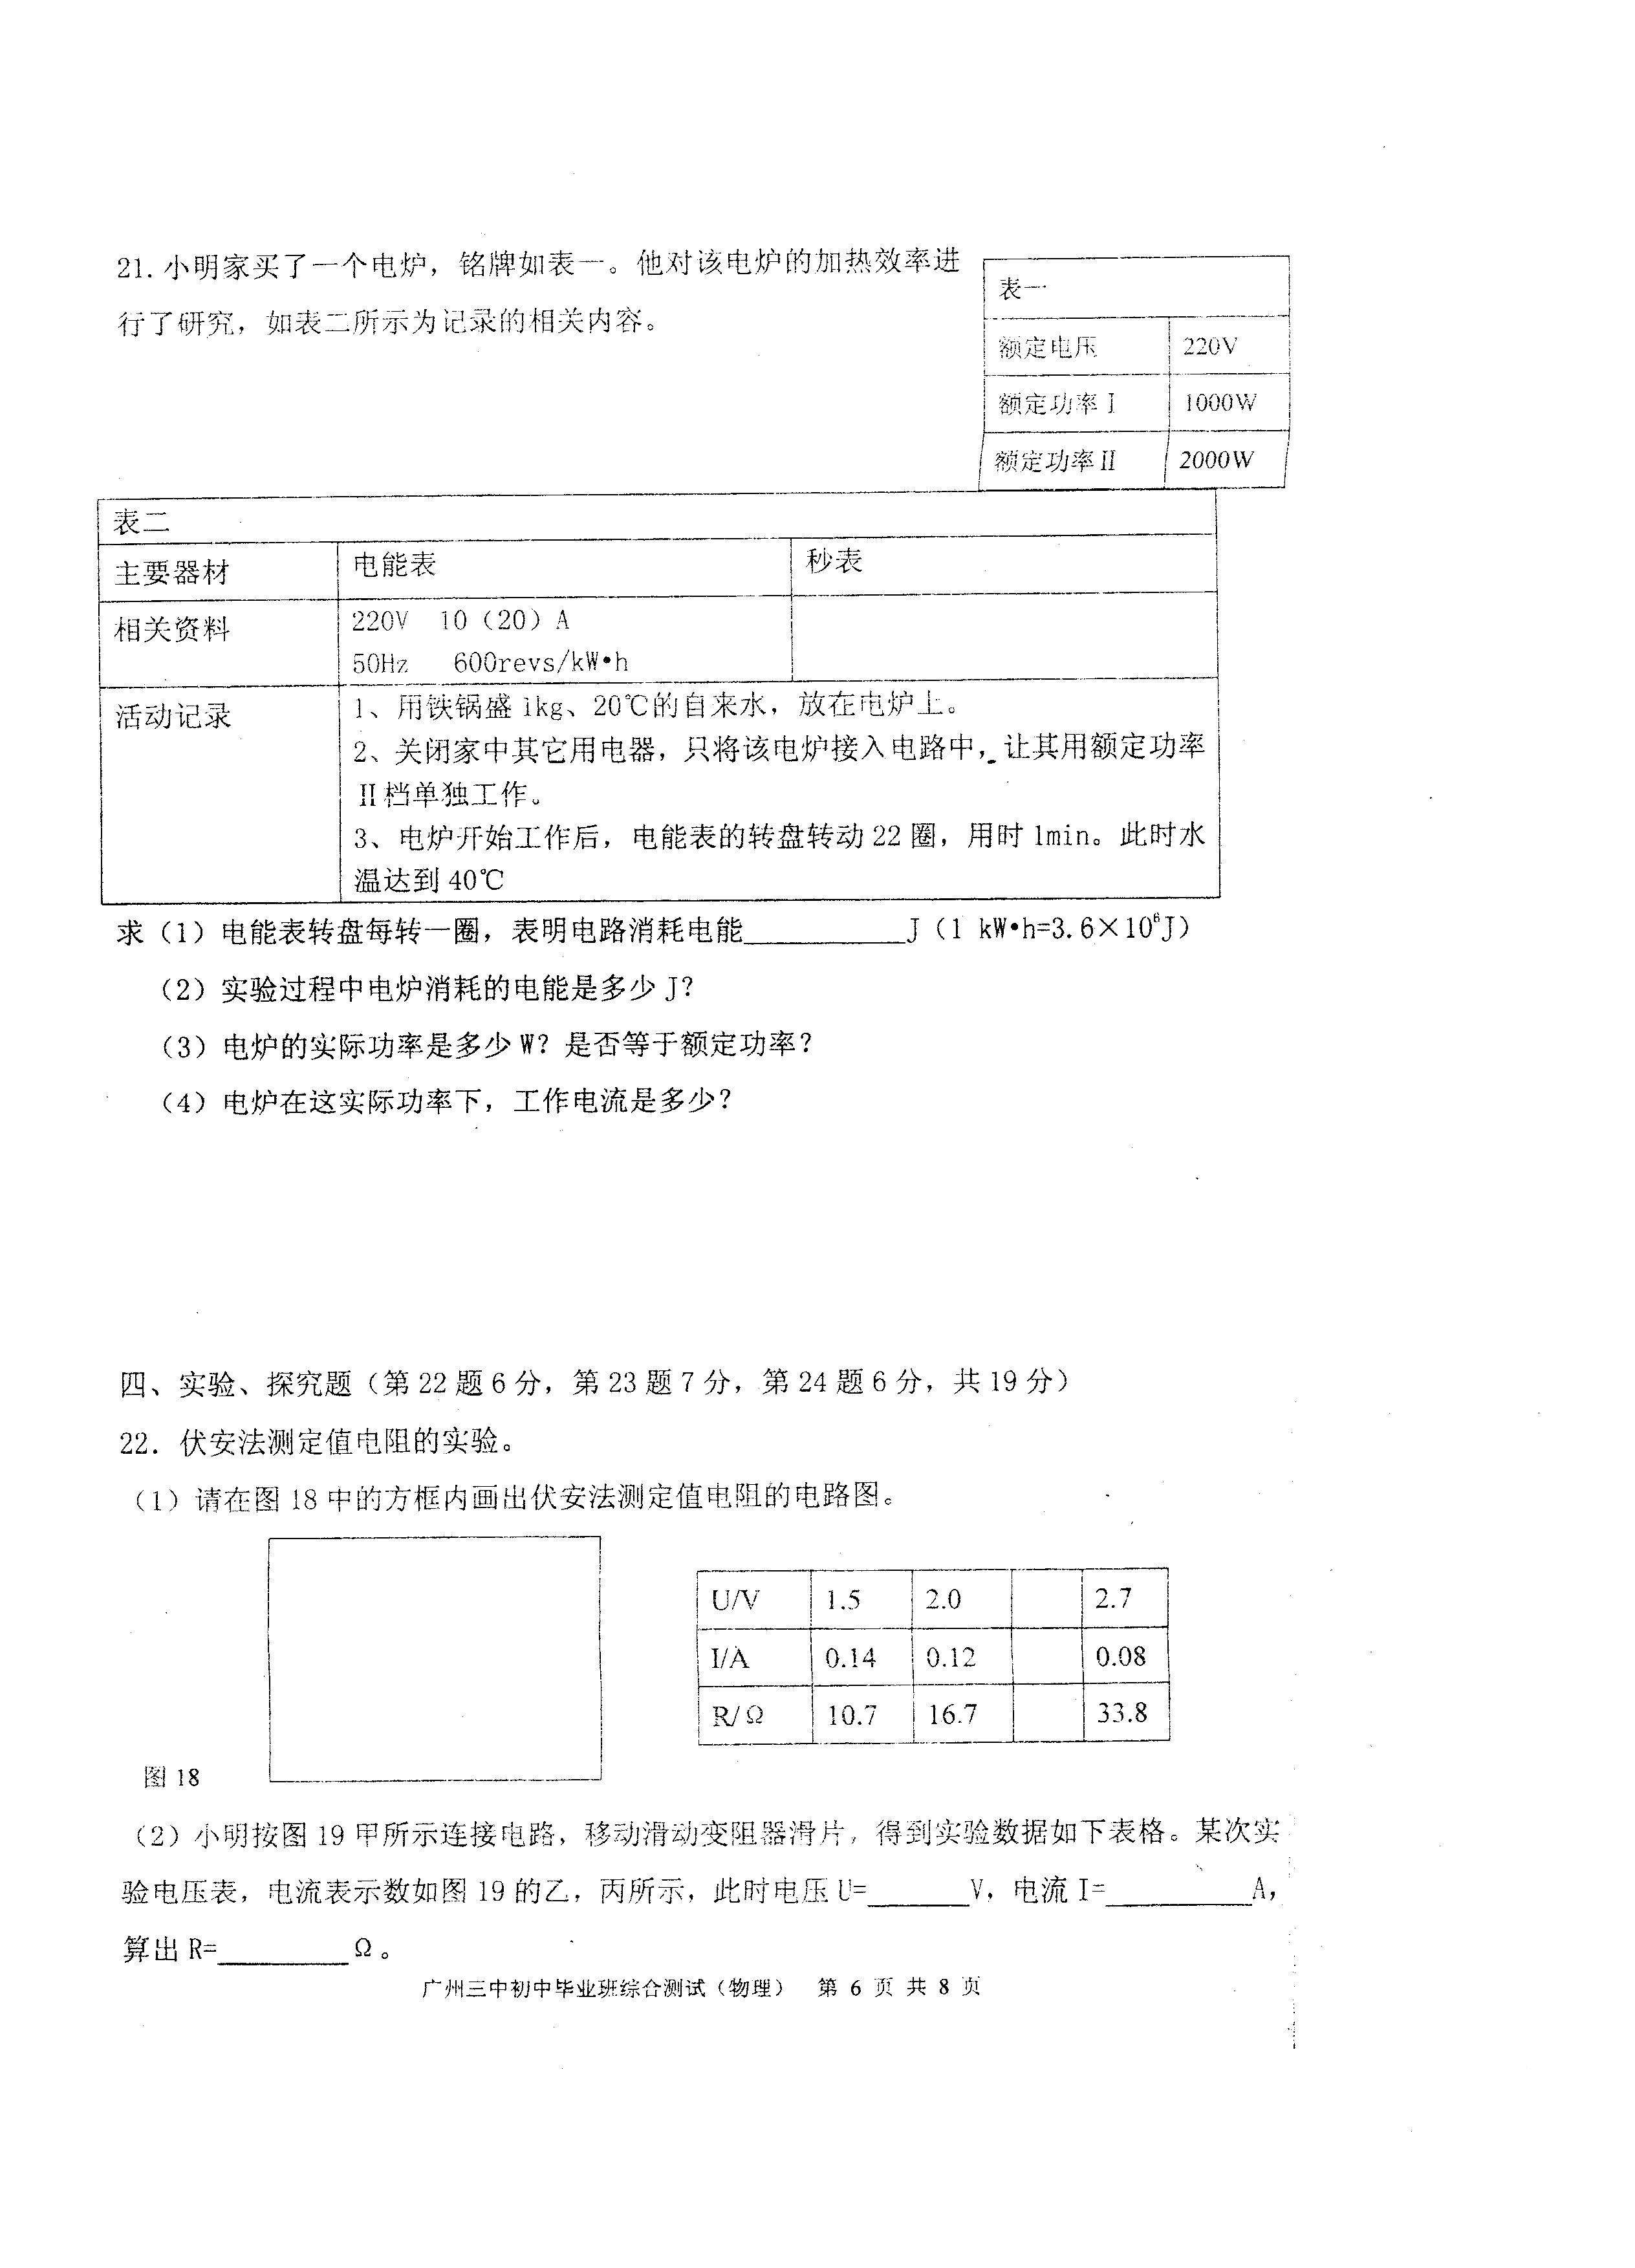 21. 小明家买了一个电炉，铭牌如表一。他对该电炉的加热效率进
行了研究，如表二所示为记录的相关内容。
表一
额定电压 220V
额定功率 I 1000W
额定功率 II 2000W
表二
主要器材 电能表 秒表
相关资料 220V 10（20）A
50Hz 600revs/kW•h
活动记录 1、用铁锅盛 1kg、20℃的自来水，放在电炉上。
2、关闭家中其它用电器，只将该电炉接入电路中，让其用额定功率
II 档单独工作。
3、电炉开始工作后，电能表的转盘转动 22 圈，用时 1min。此时水
温达到 40℃
求（1）电能表转盘每转一圈，表明电路消耗电能__________J（1 kW•h=3.6×10⁶J）
（2）实验过程中电炉消耗的电能是多少 J？
（3）电炉的实际功率是多少 W？是否等于额定功率？
（4）电炉在这实际功率下，工作电流是多少？
四、实验、探究题（第 22 题 6 分，第 23 题 7 分，第 24 题 6 分，共 19 分）
22. 伏安法测定值电阻的实验。
（1）请在图 18 中的方框内画出伏安法测定值电阻的电路图。
U/V 1.5 2.0 2.7
I/A 0.14 0.12 0.08
R/Ω 10.7 16.7 33.8
图 18
（2）小明按图 19 甲所示连接电路，移动滑动变阻器滑片，得到实验数据如下表格。某次实
验电压表，电流表示数如图 19 的乙，丙所示，此时电压 U=_______V，电流 I=__________A，
算出 R=_________Ω。
广州三中初中毕业班综合测试（物理） 第 6 页 共 8 页